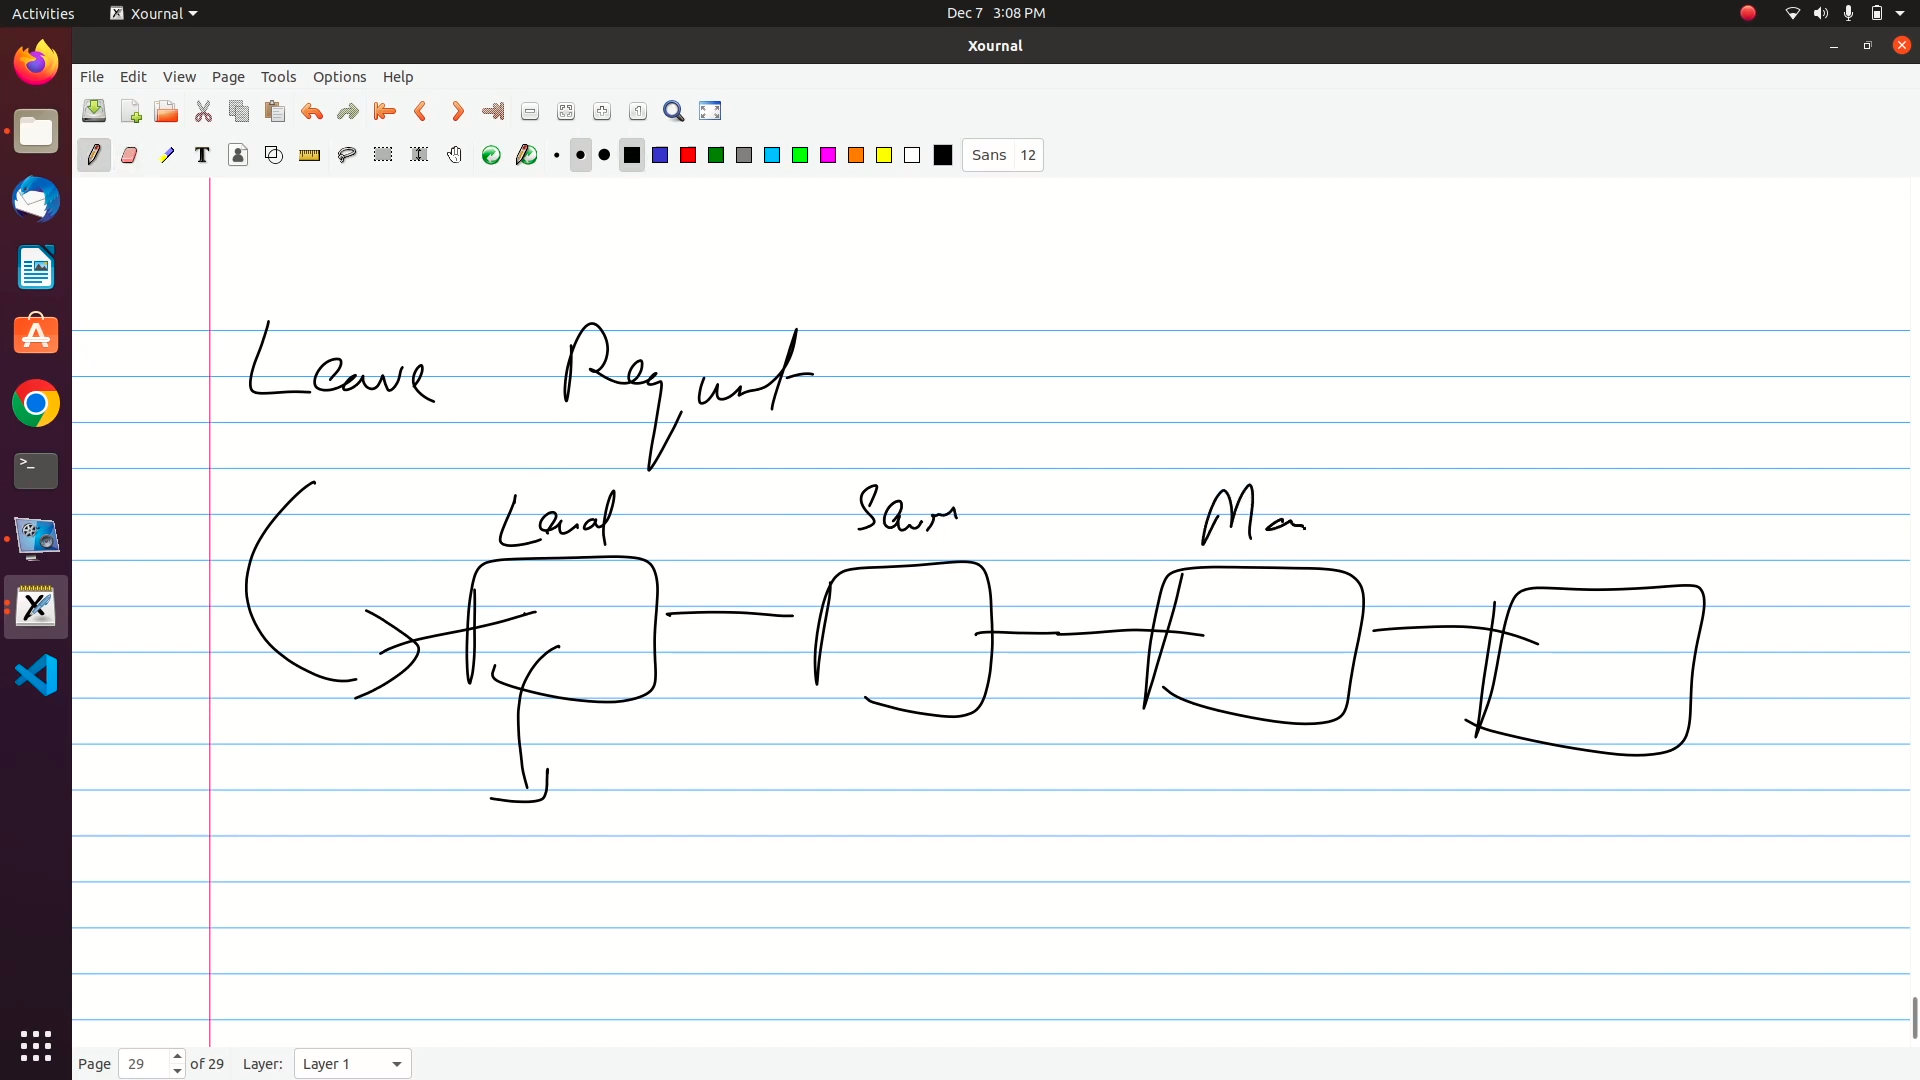 Activities Xournal Dec 7 3:08 PM
Xournal
File Edit View Page Tools Options Help
T Sans 12
Leave Request
Lead Man
Page 29 of 29 Layer: Layer 1